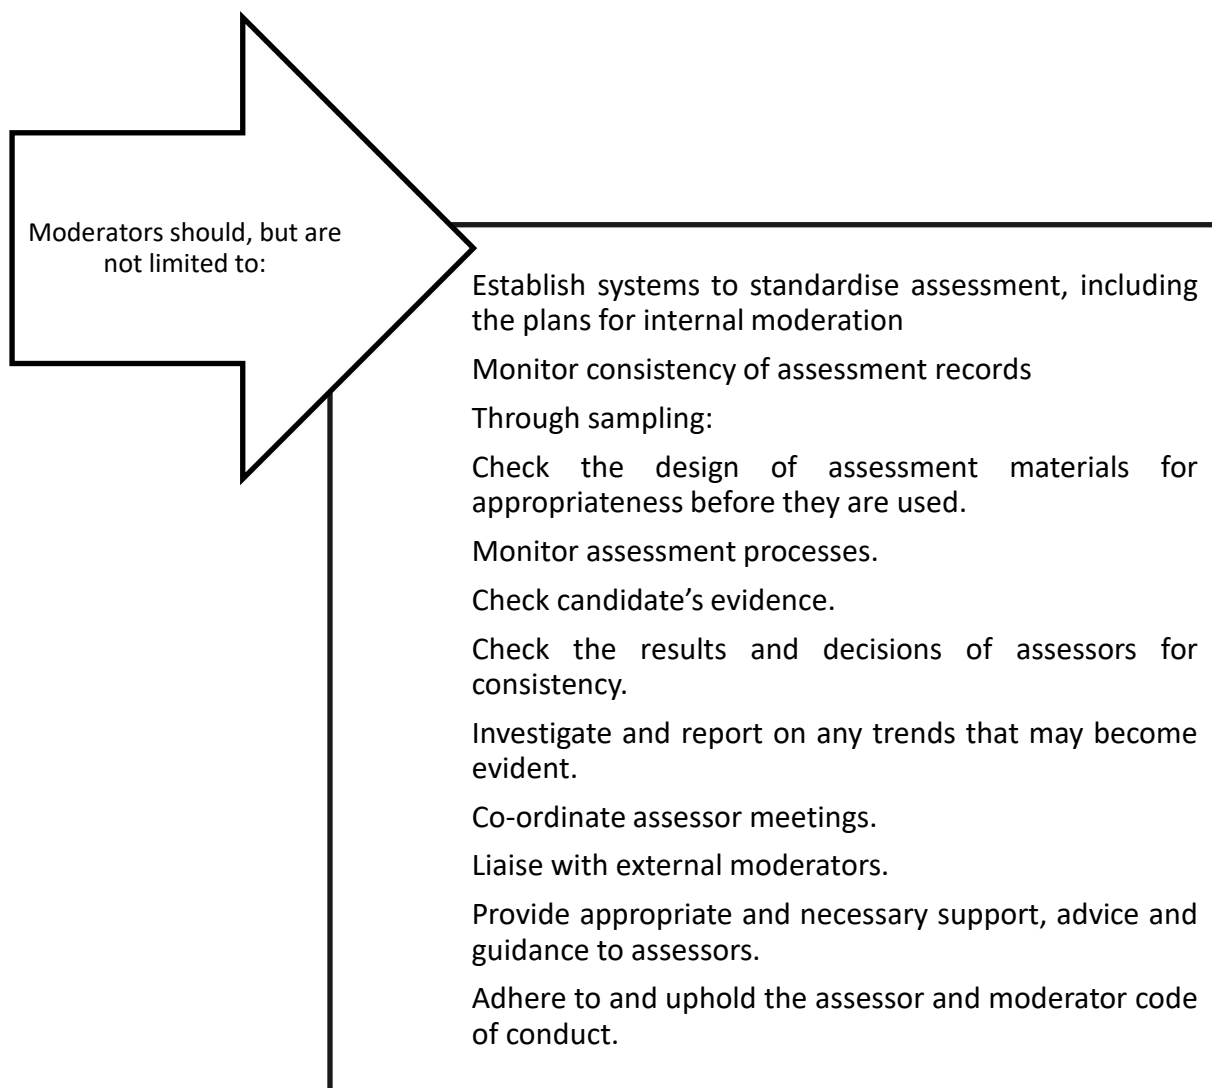 Moderators should, but are
not limited to:
Establish systems to standardise assessment, including
the plans for internal moderation
Monitor consistency of assessment records
Through sampling:
Check the design of assessment materials for
appropriateness before they are used.
Monitor assessment processes.
Check candidate’s evidence.
Check the results and decisions of assessors for
consistency.
Investigate and report on any trends that may become
evident.
Co-ordinate assessor meetings.
Liaise with external moderators.
Provide appropriate and necessary support, advice and
guidance to assessors.
Adhere to and uphold the assessor and moderator code
of conduct.